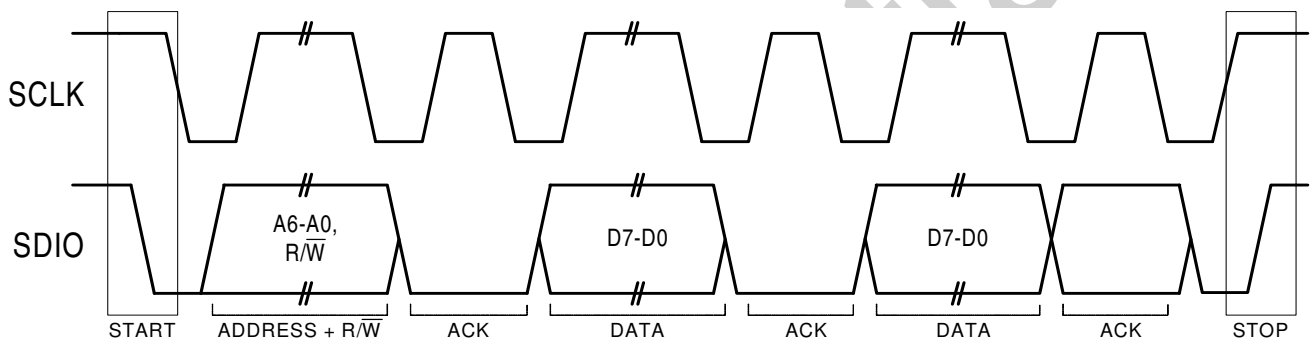 SCLK
SDIO
A6-A0,
R/W̅
D7-D0
D7-D0
START
ADDRESS + R/W̅
ACK
DATA
ACK
DATA
ACK
STOP